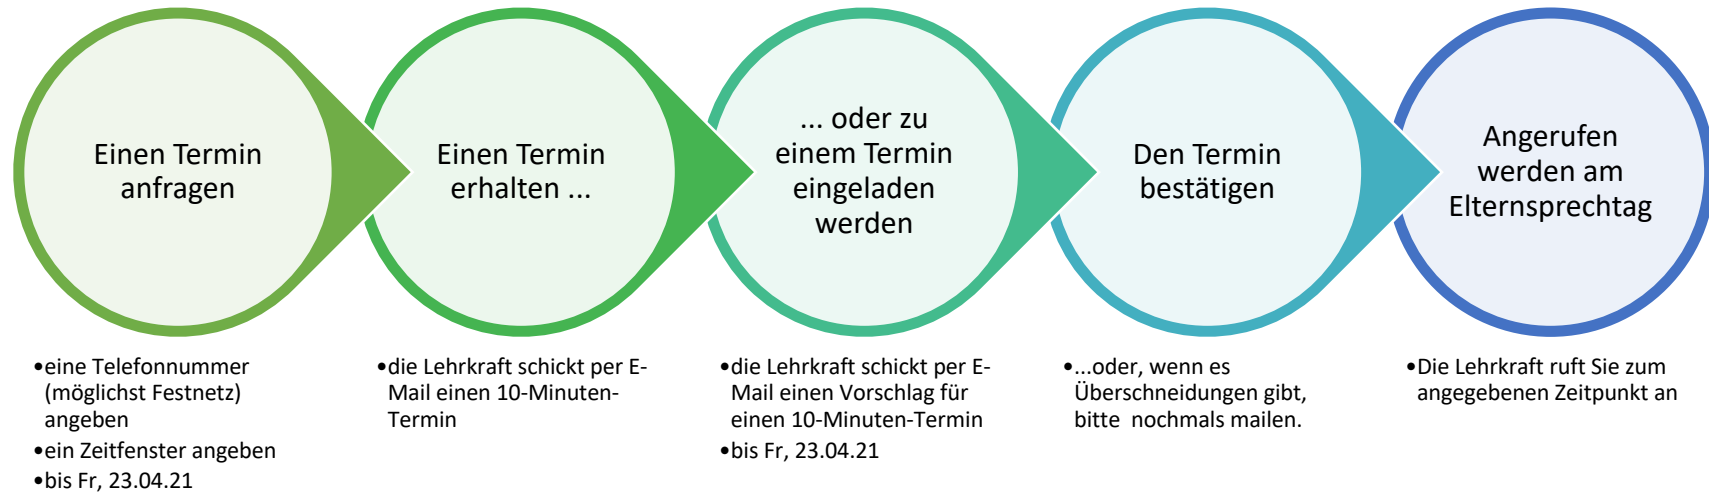 Einen Termin
anfragen
•eine Telefonnummer
(möglichst Festnetz)
angeben
•ein Zeitfenster angeben
•bis Fr, 23.04.21
Einen Termin
erhalten ...
•die Lehrkraft schickt per E-
Mail einen 10-Minuten-
Termin
... oder zu
einem Termin
eingeladen
werden
•die Lehrkraft schickt per E-
Mail einen Vorschlag für
einen 10-Minuten-Termin
•bis Fr, 23.04.21
Den Termin
bestätigen
•...oder, wenn es
Überschneidungen gibt,
bitte  nochmals mailen.
Angerufen
werden am
Elternsprechtag
•Die Lehrkraft ruft Sie zum
angegebenen Zeitpunkt an